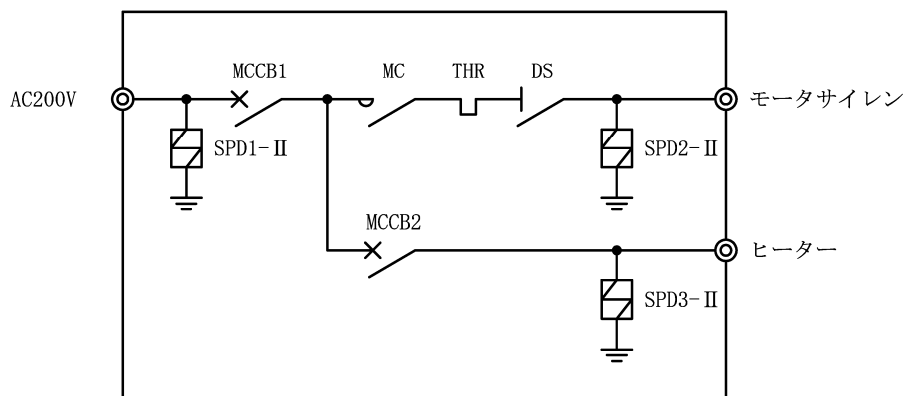 MCCB1
MC
THR
DS
AC200V
モータサイレン
SPD1-Ⅱ
SPD2-Ⅱ
MCCB2
ヒーター
SPD3-Ⅱ